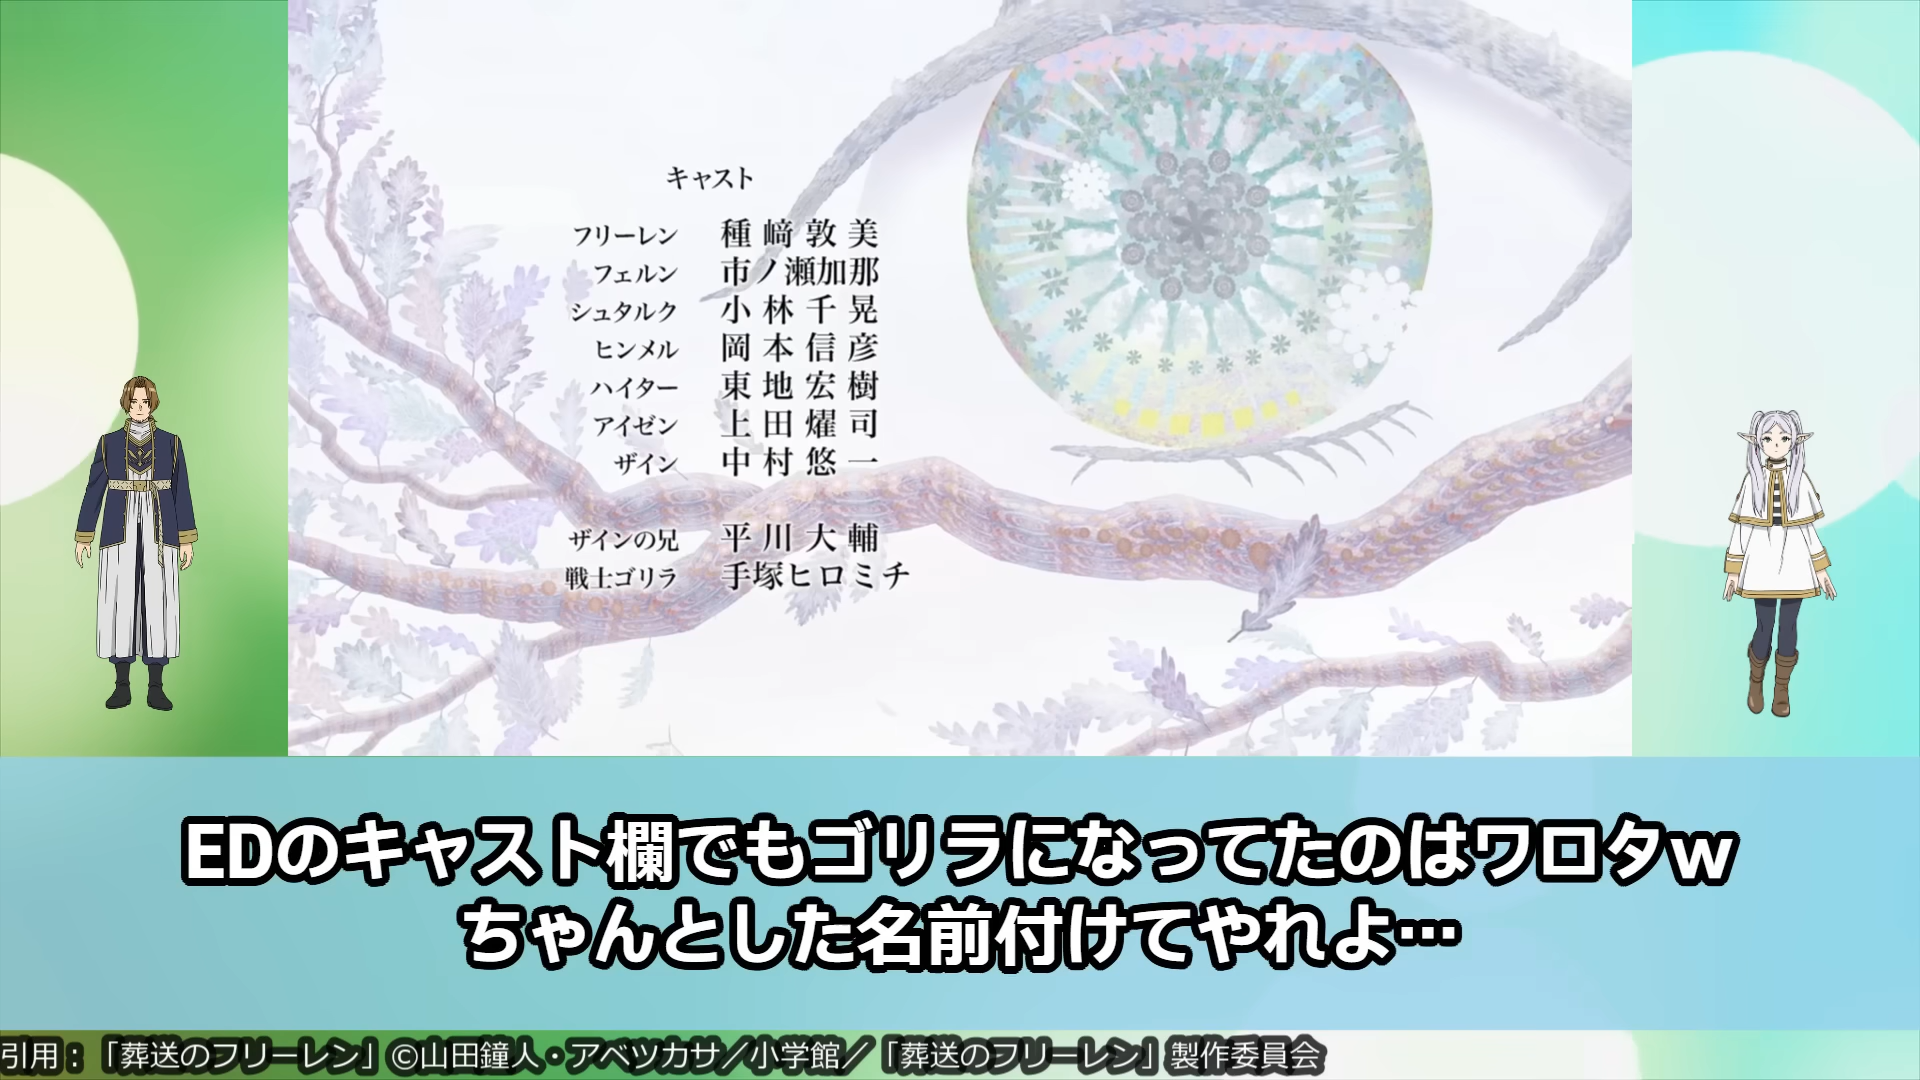 キャスト
フリーレン 種﨑敦美
フェルン 市ノ瀬加那
シュタルク 小林千晃
ヒンメル 岡本信彦
ハイター 東地宏樹
アイゼン 上田燿司
ザイン 中村悠一
ザインの兄 平川大輔
戦士ゴリラ 手塚ヒロミチ
EDのキャスト欄でもゴリラになってたのはワロタw
ちゃんとした名前付けてやれよ…
引用：「葬送のフリーレン」©山田鐘人・アベツカサ／小学館／「葬送のフリーレン」製作委員会